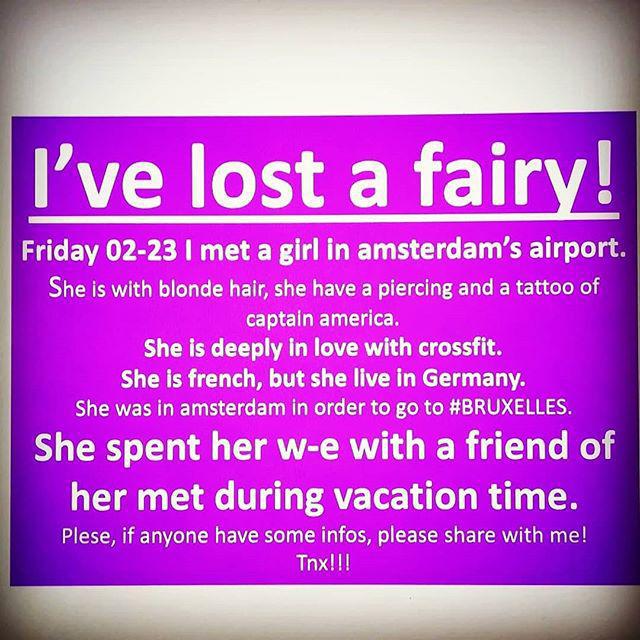 I've lost a fairy!
Friday 02-23 I met a girl in amsterdam's airport.
She is with blonde hair, she have a piercing and a tattoo of
captain america.
She is deeply in love with crossfit.
She is french, but she live in Germany.
She was in amsterdam in order to go to #BRUXELLES.
She spent her w-e with a friend of
her met during vacation time.
Plese, if anyone have some infos, please share with me!
Tnx!!!